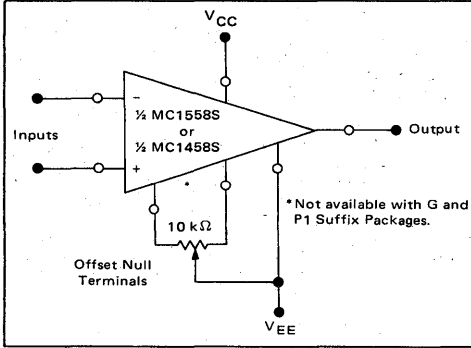 VCC
−
½ MC1558S
or
½ MC1458S
+
Inputs
Output
*
*Not available with G and
P1 Suffix Packages.
10 kΩ
Offset Null
Terminals
VEE